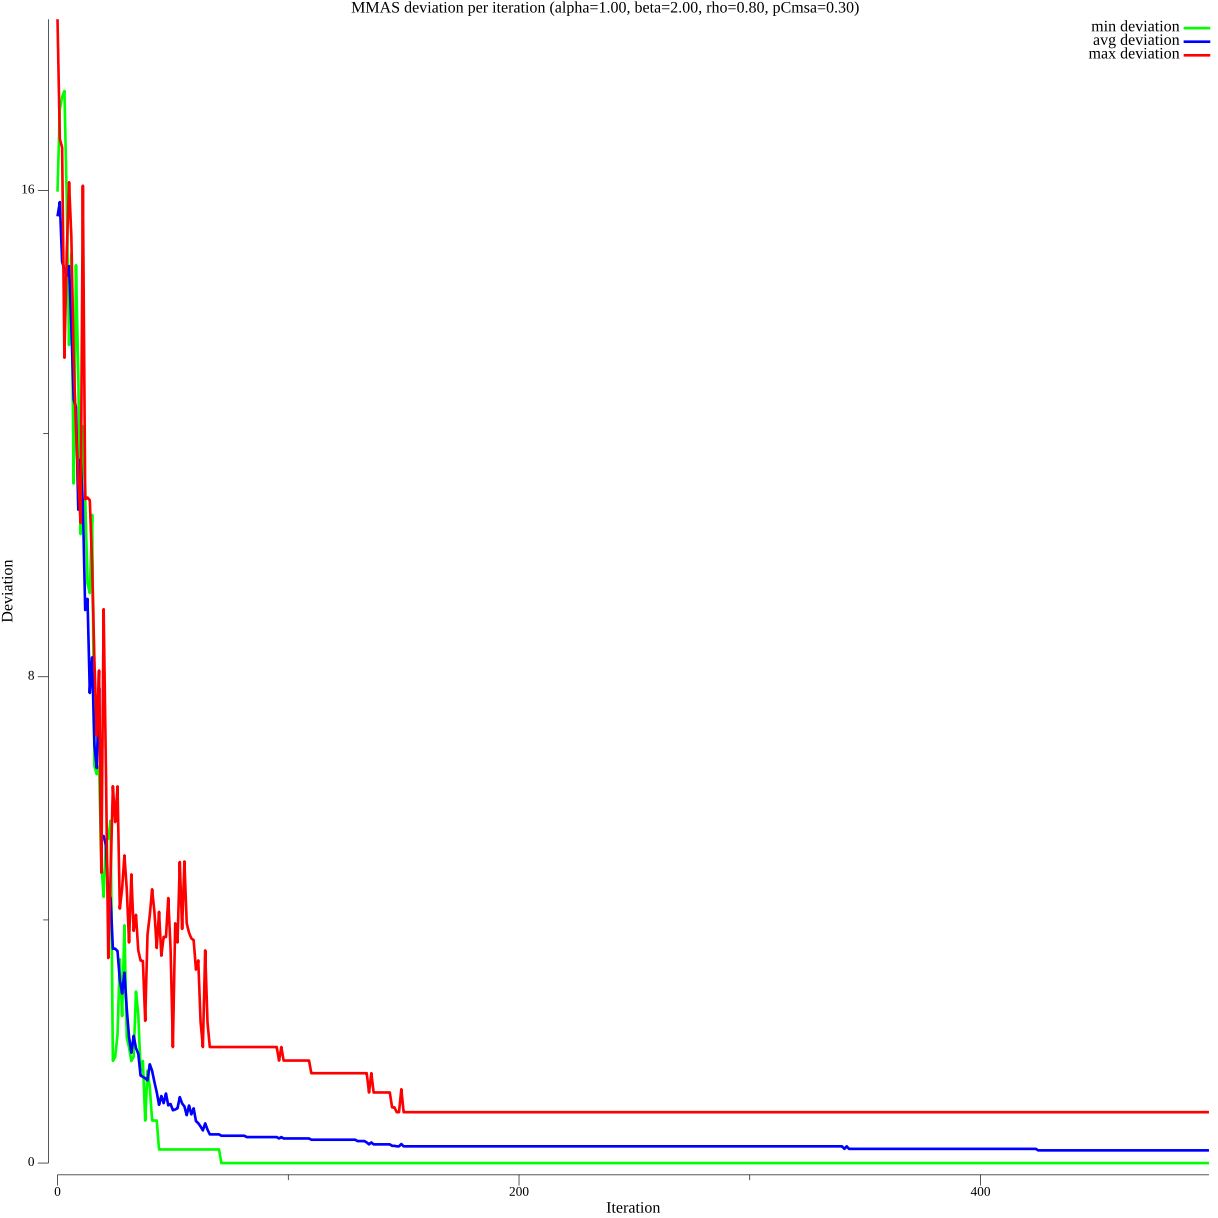 MMAS deviation per iteration (alpha=1.00, beta=2.00, rho=0.80, pCmsa=0.30)
min deviation
avg deviation
max deviation
16
8
0
Deviation
0
200
400
Iteration